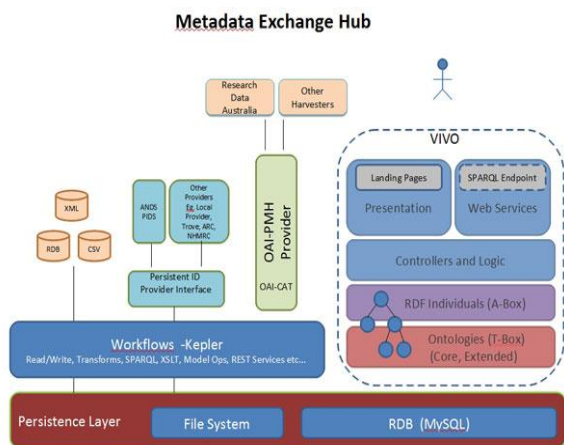 Metadata Exchange Hub
Research
Data
Australia
Other
Harvesters
VIVO
Landing Pages
SPARQL Endpoint
Presentation
Web Services
XML
RDB
CSV
ANDS
PIDS
Other
Providers
Eg. Local
Provider,
Trove, ARC,
NHMRC
OAI-PMH
Provider
OAI-CAT
Persistent ID
Provider Interface
Controllers and Logic
RDF Individuals (A-Box)
Ontologies (T-Box)
(Core, Extended)
Workflows -Kepler
Read/Write, Transforms, SPARQL, XSLT, Model Ops, REST Services etc...
Persistence Layer
File System
RDB (MySQL)